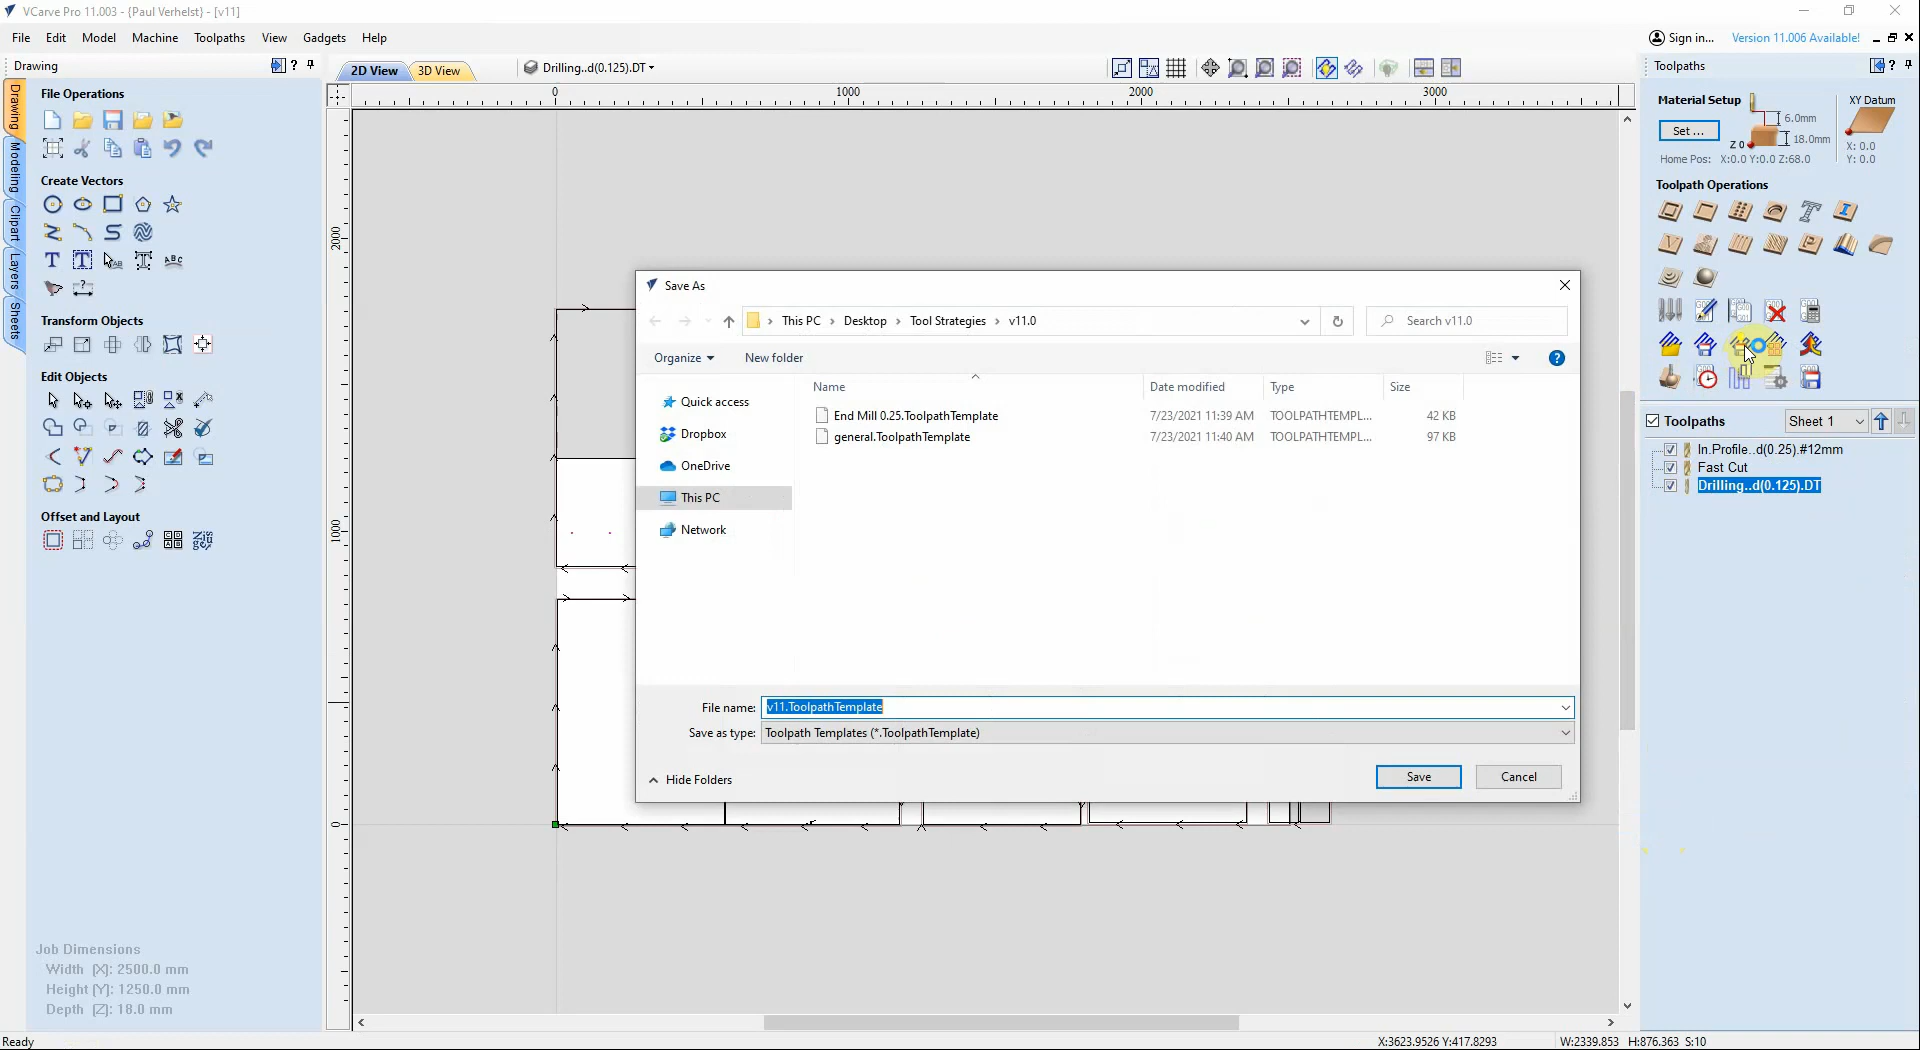 VCarve Pro 11.003 - {Paul Verhelst} - [v11]
File Edit Model Machine Toolpaths View Gadgets Help
Sign in... Version 11.006 Available!
Drawing
Drawing
Modeling
Clipart
Layers
Sheets
File Operations
Create Vectors
Transform Objects
Edit Objects
Offset and Layout
Job Dimensions
Width (X): 2500.0 mm
Height (Y): 1250.0 mm
Depth (Z): 18.0 mm
Ready
2D View
3D View
Drilling..d(0.125).DT
0 1000 2000 3000
2000
1000
0
Save As
This PC > Desktop > Tool Strategies > v11.0
Search v11.0
Organize
New folder
Quick access
Dropbox
OneDrive
This PC
Network
Name Date modified Type Size
End Mill 0.25.ToolpathTemplate 7/23/2021 11:39 AM TOOLPATHTEMPL... 42 KB
general.ToolpathTemplate 7/23/2021 11:40 AM TOOLPATHTEMPL... 97 KB
File name: v11.ToolpathTemplate
Save as type: Toolpath Templates (*.ToolpathTemplate)
Hide Folders
Save
Cancel
Toolpaths
Material Setup
Set ...
6.0mm
18.0mm
Z 0
Home Pos: X:0.0 Y:0.0 Z:68.0
XY Datum
X: 0.0
Y: 0.0
Toolpath Operations
Toolpaths
Sheet 1
In.Profile..d(0.25).#12mm
Fast Cut
Drilling..d(0.125).DT
X:3623.9526 Y:417.8293
W:2339.853 H:876.363 S:10